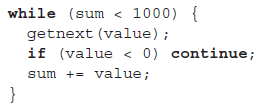 while (sum < 1000) {
getnext(value);
if (value < 0) continue;
sum += value;
}